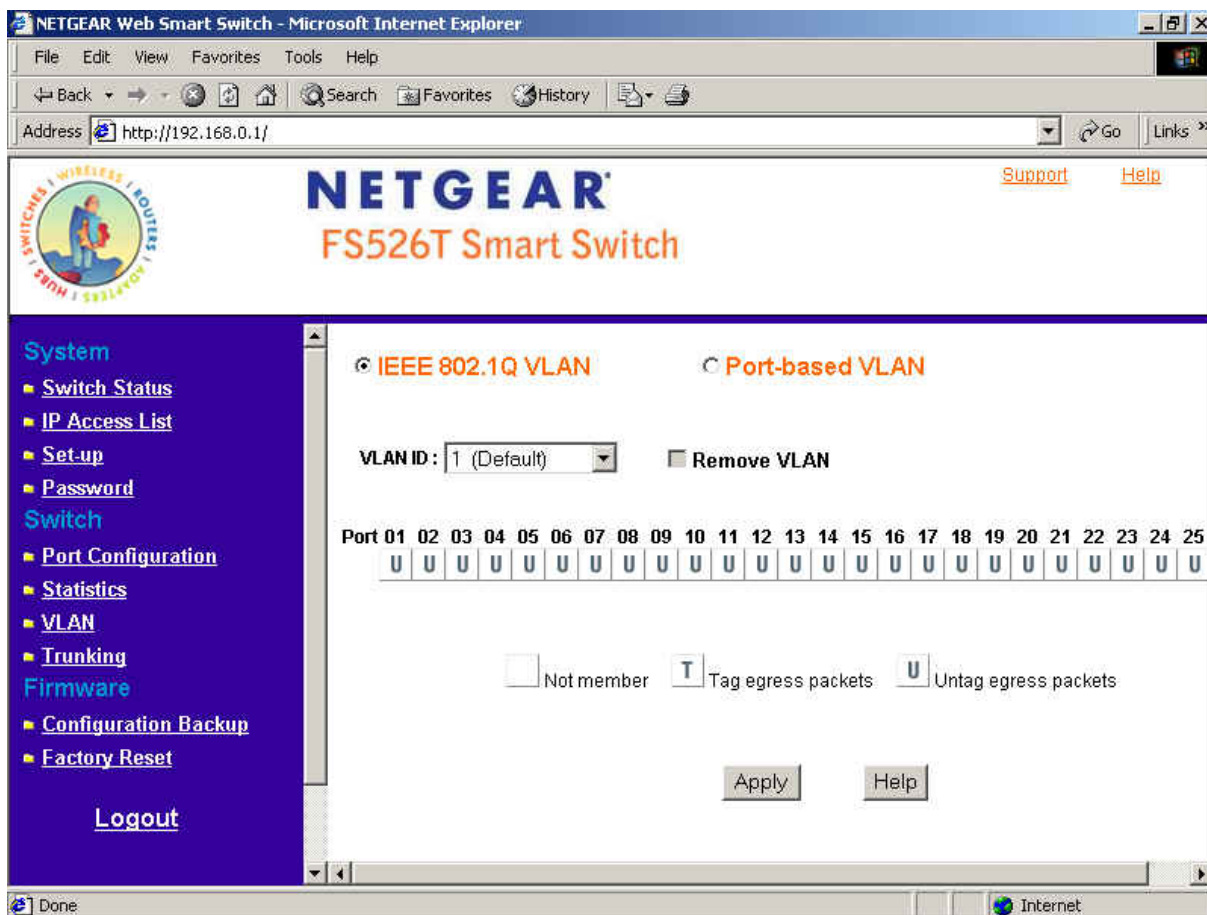 NETGEAR Web Smart Switch - Microsoft Internet Explorer
File Edit View Favorites Tools Help
Back Search Favorites History
Address http://192.168.0.1/ Go Links »
SWITCHES | WIRELESS | ROUTERS | ADAPTERS | HUBS |
NETGEAR
FS526T Smart Switch
Support Help
System
Switch Status
IP Access List
Set-up
Password
Switch
Port Configuration
Statistics
VLAN
Trunking
Firmware
Configuration Backup
Factory Reset
Logout
IEEE 802.1Q VLAN Port-based VLAN
VLAN ID : 1 (Default) Remove VLAN
Port 01 02 03 04 05 06 07 08 09 10 11 12 13 14 15 16 17 18 19 20 21 22 23 24 25
U U U U U U U U U U U U U U U U U U U U U U U U U
Not member T Tag egress packets U Untag egress packets
Apply Help
Done Internet